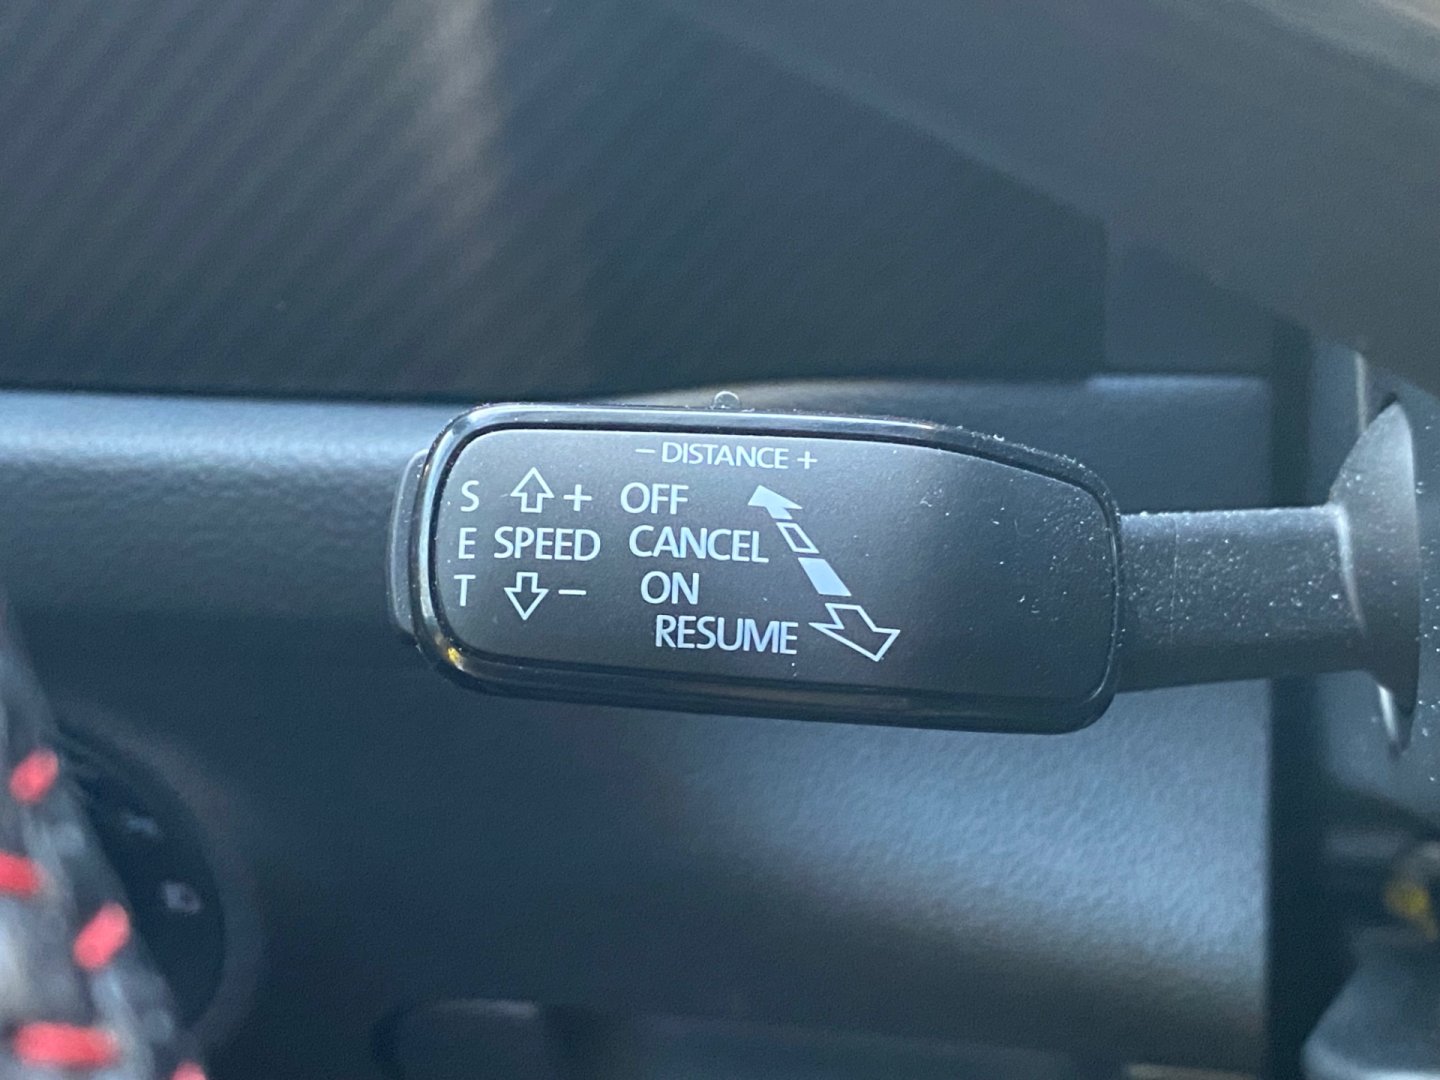 – DISTANCE +
S + OFF
E SPEED CANCEL
T – ON
RESUME